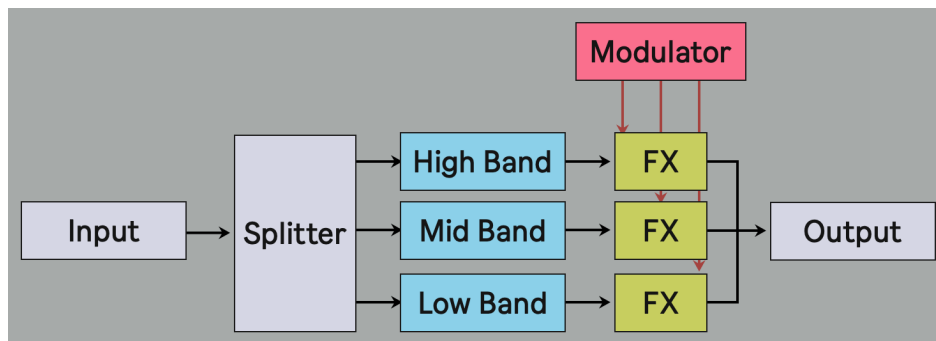 Modulator
High Band
FX
Input
Splitter
Mid Band
FX
Output
Low Band
FX